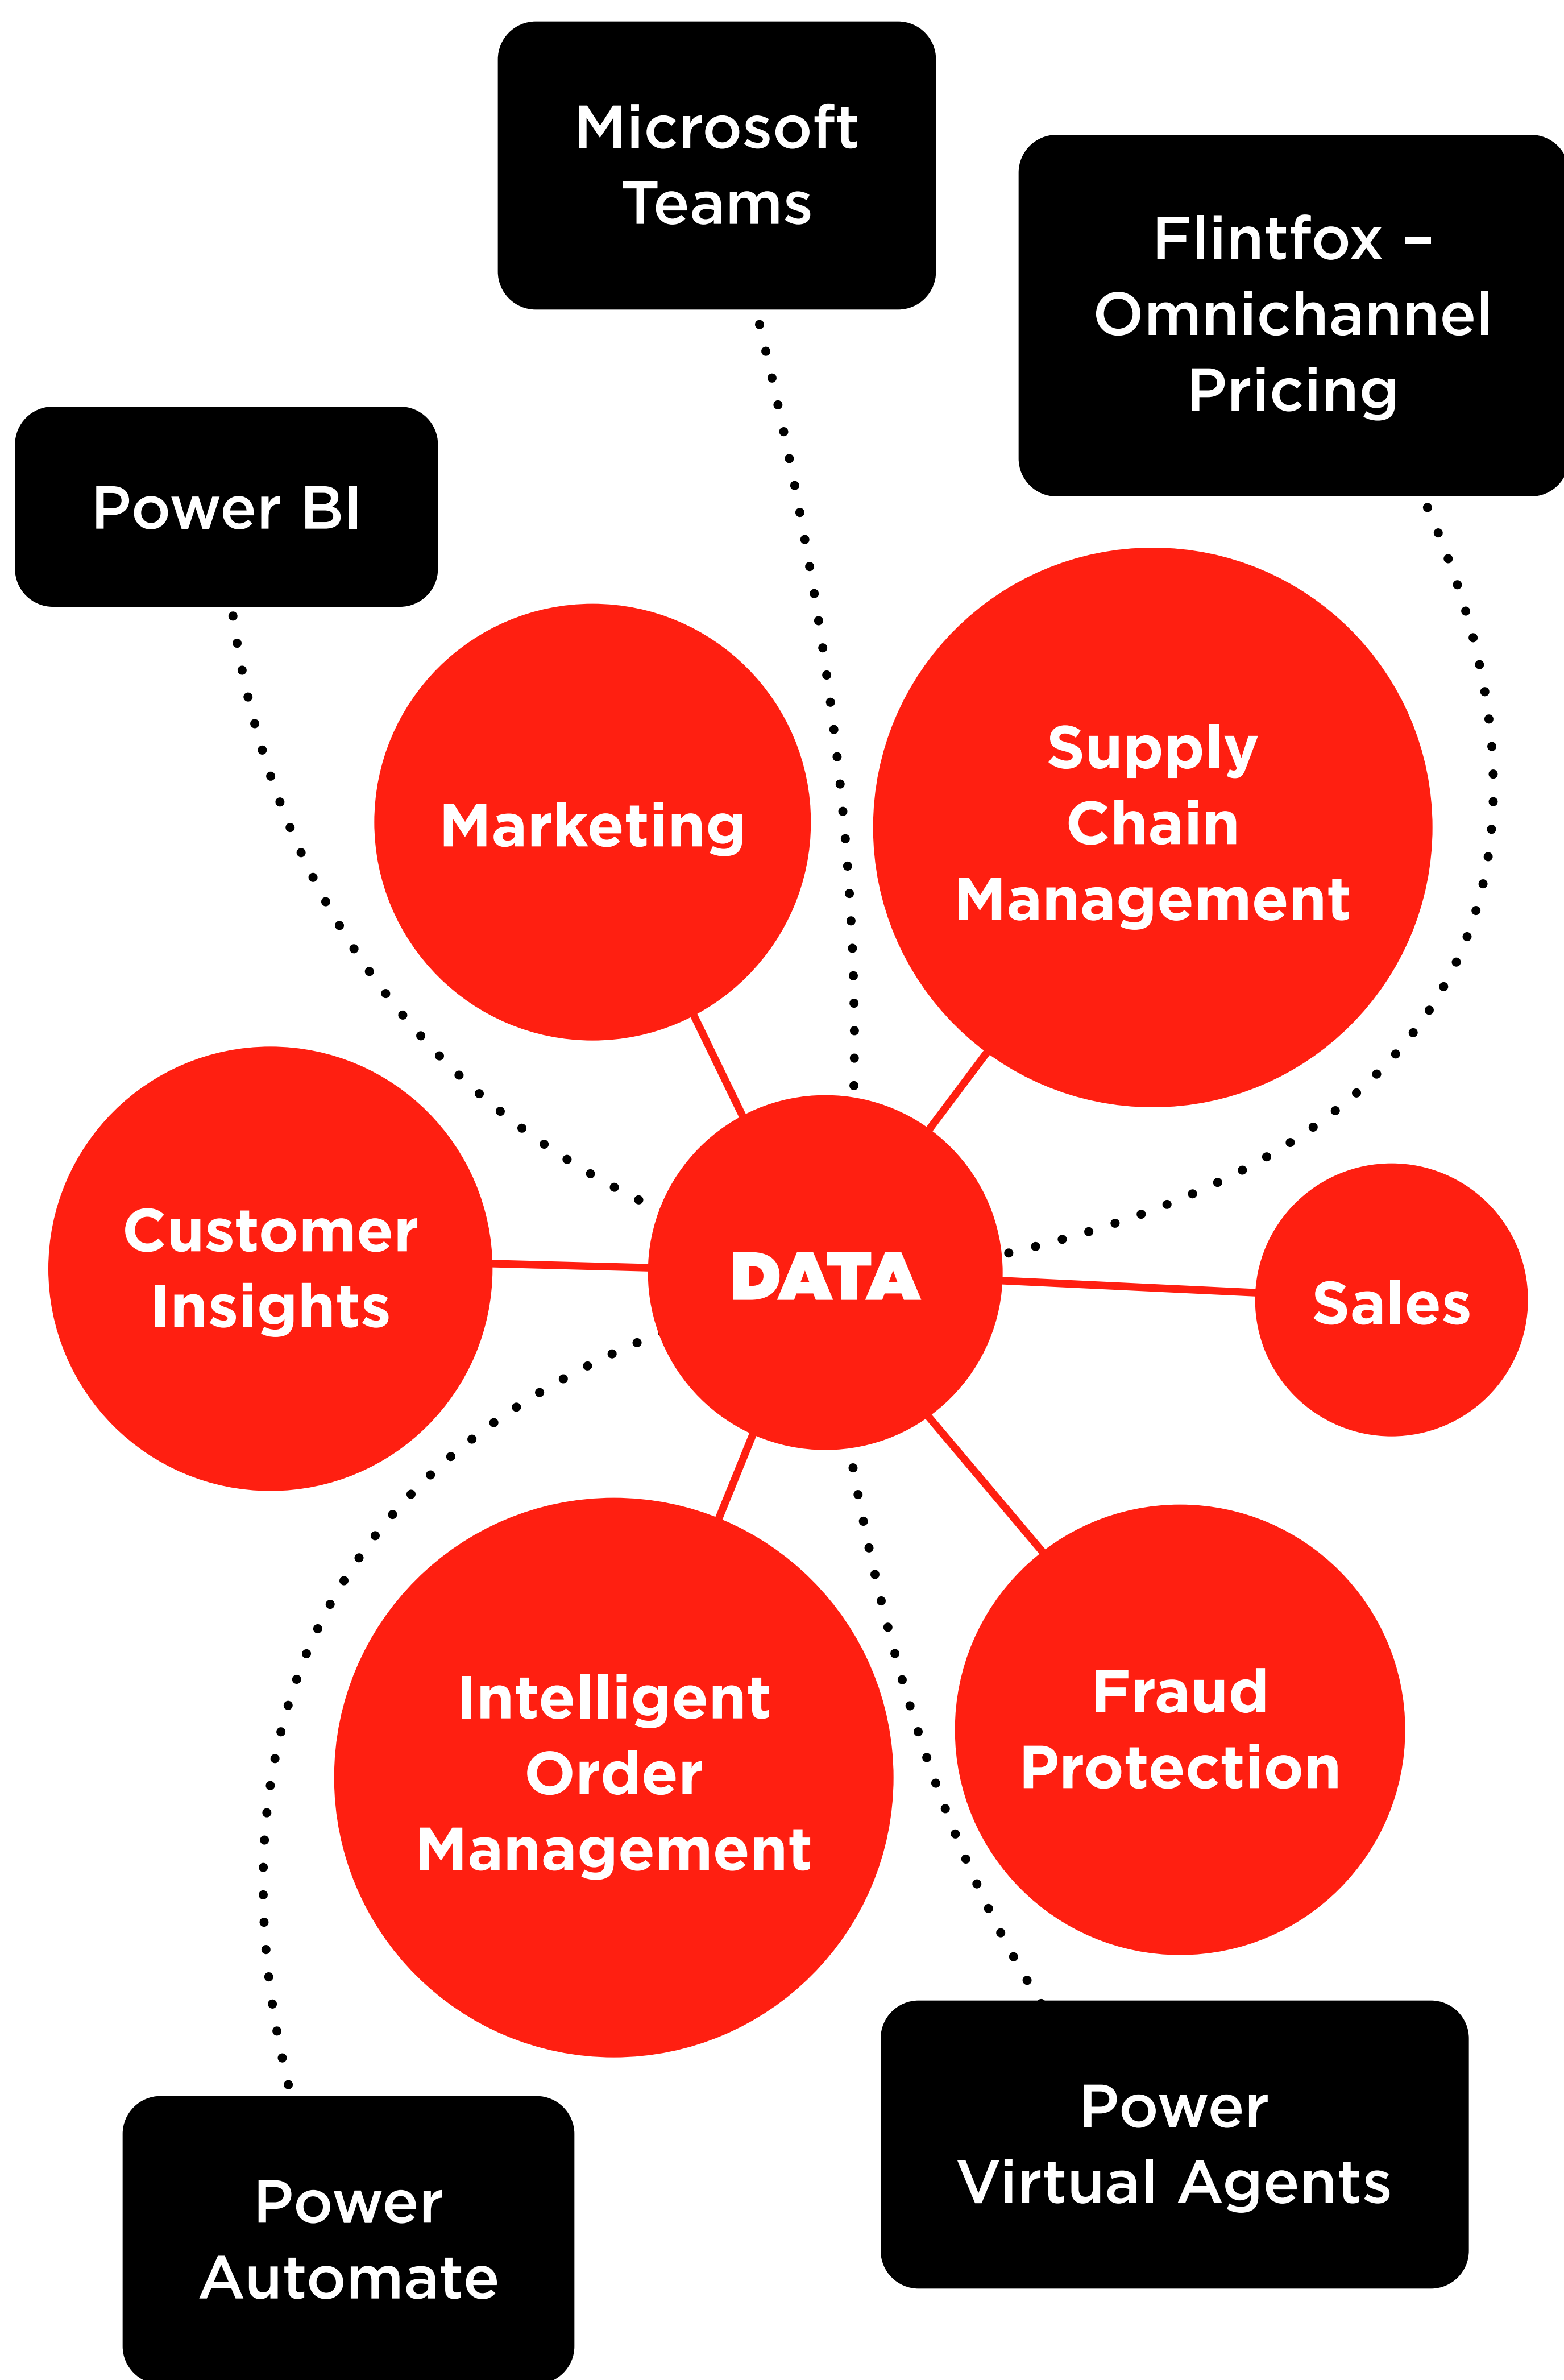 Microsoft
Teams
Flintfox –
Omnichannel
Pricing
Power BI
Marketing
Supply
Chain
Management
Customer
Insights
DATA
Sales
Intelligent
Order
Management
Fraud
Protection
Power
Virtual Agents
Power
Automate